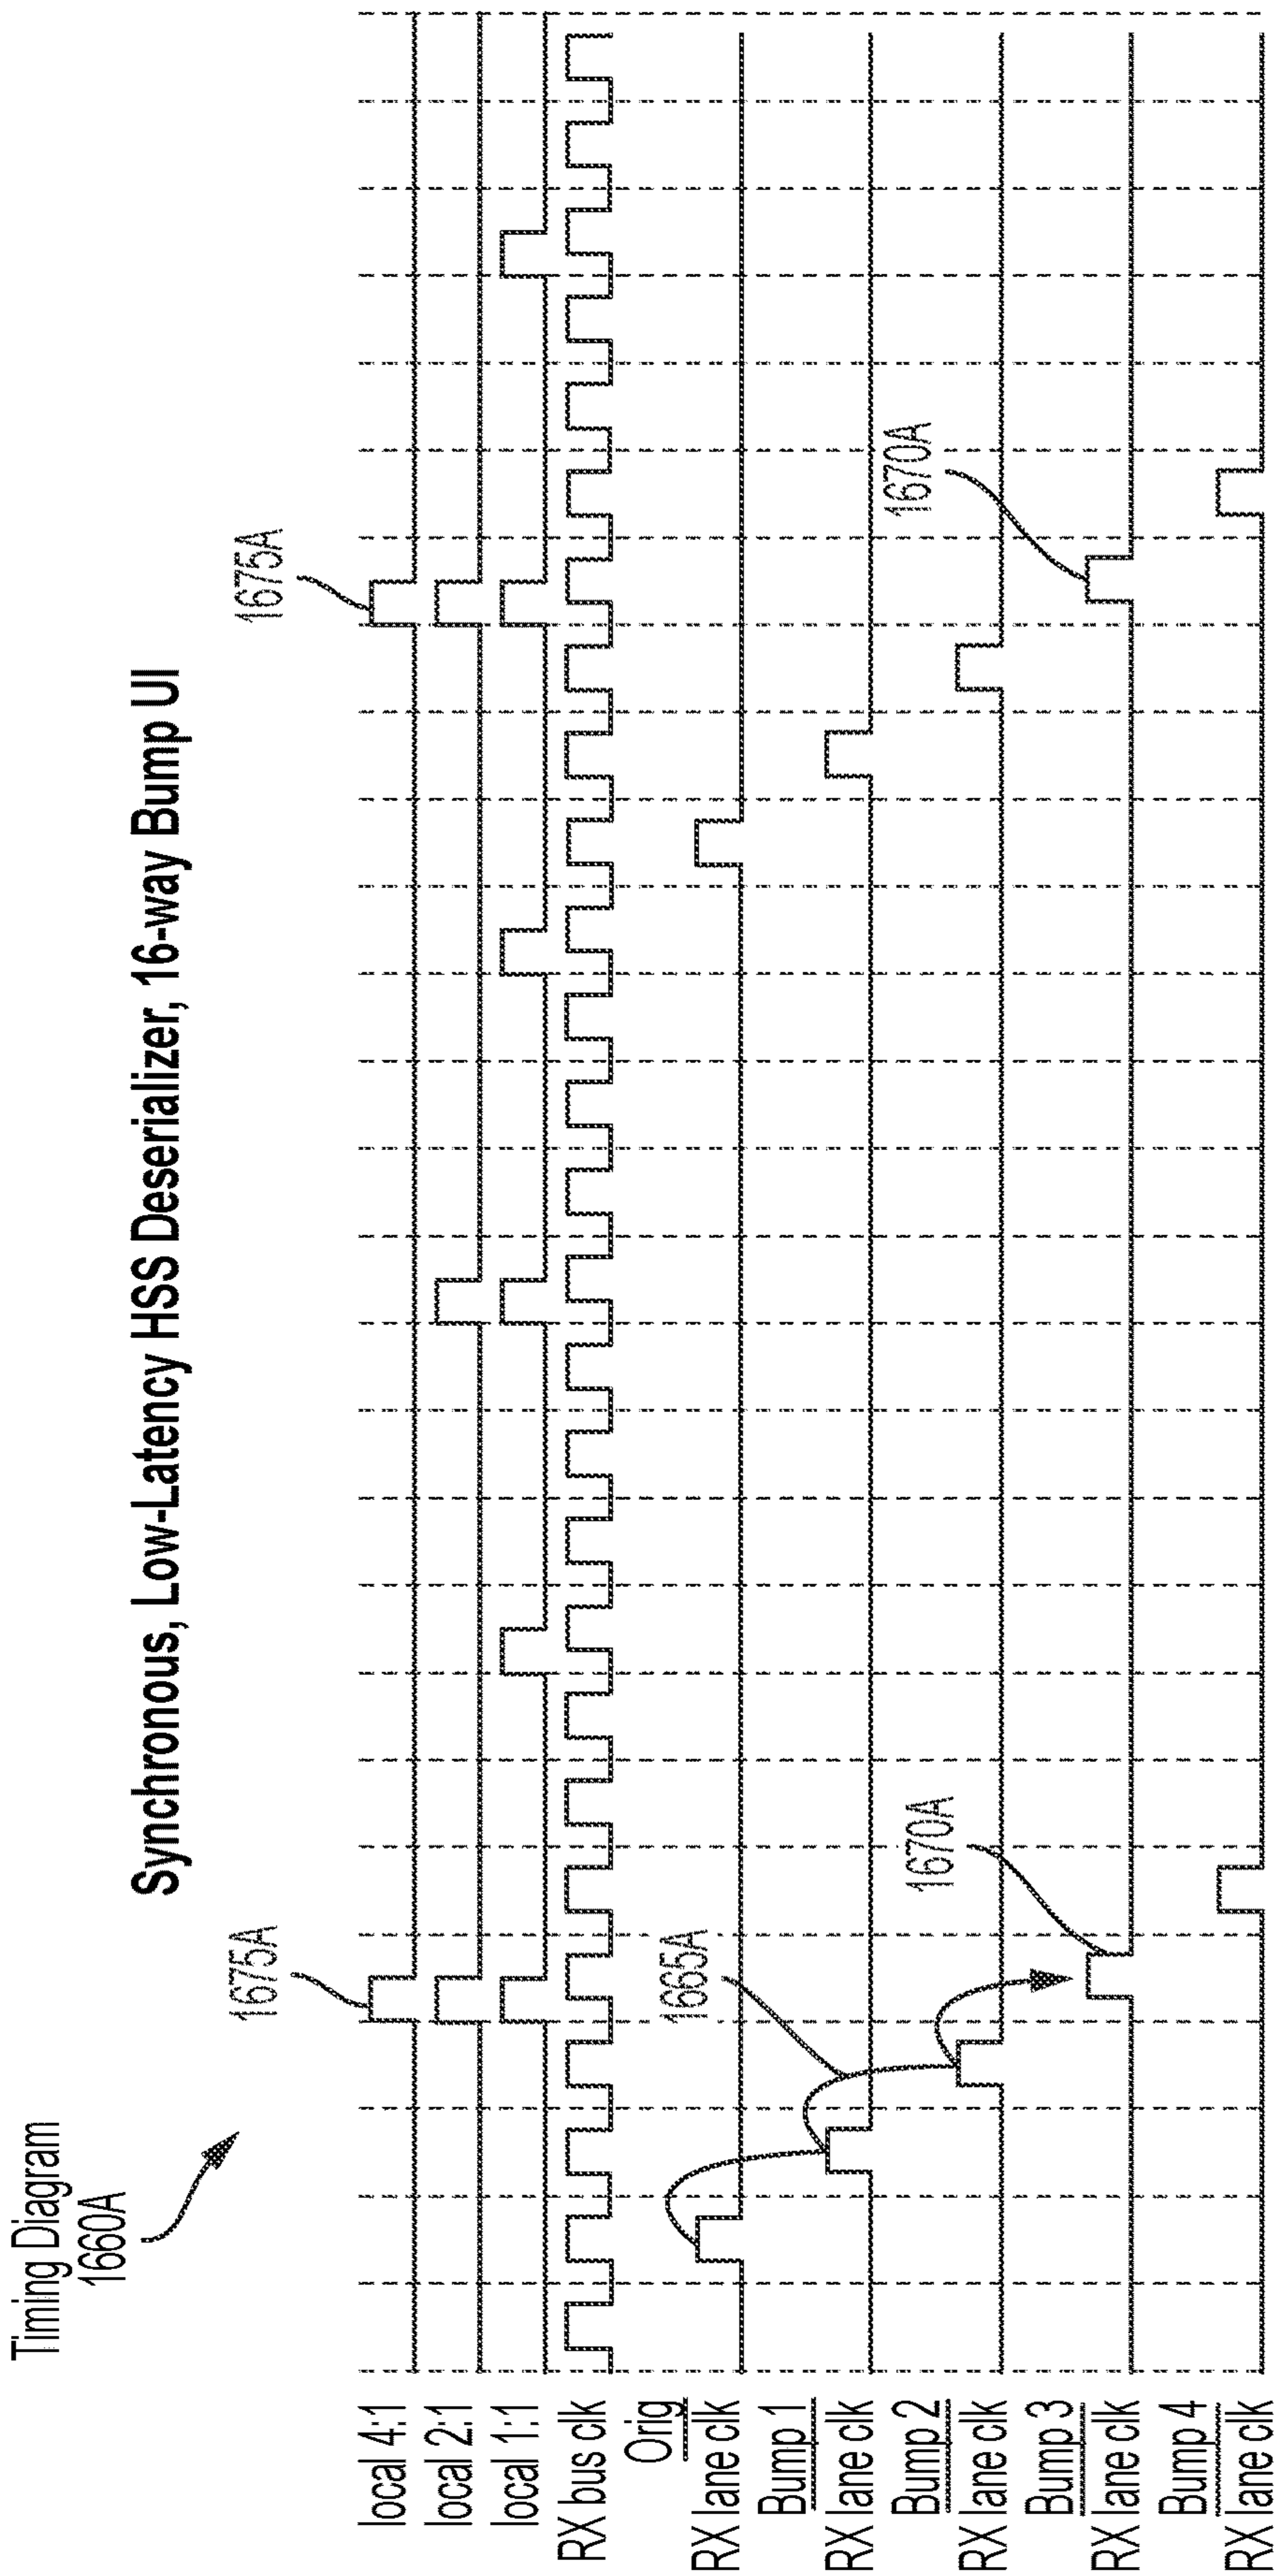 Timing Diagram
1660A
Synchronous, Low-Latency HSS Deserializer, 16-way Bump UI
1675A
1675A
local 4:1
local 2:1
local 1:1
RX bus clk
Orig
RX lane clk
1665A
Bump 1
RX lane clk
Bump 2
RX lane clk
1670A
1670A
Bump 3
RX lane clk
Bump 4
RX lane clk